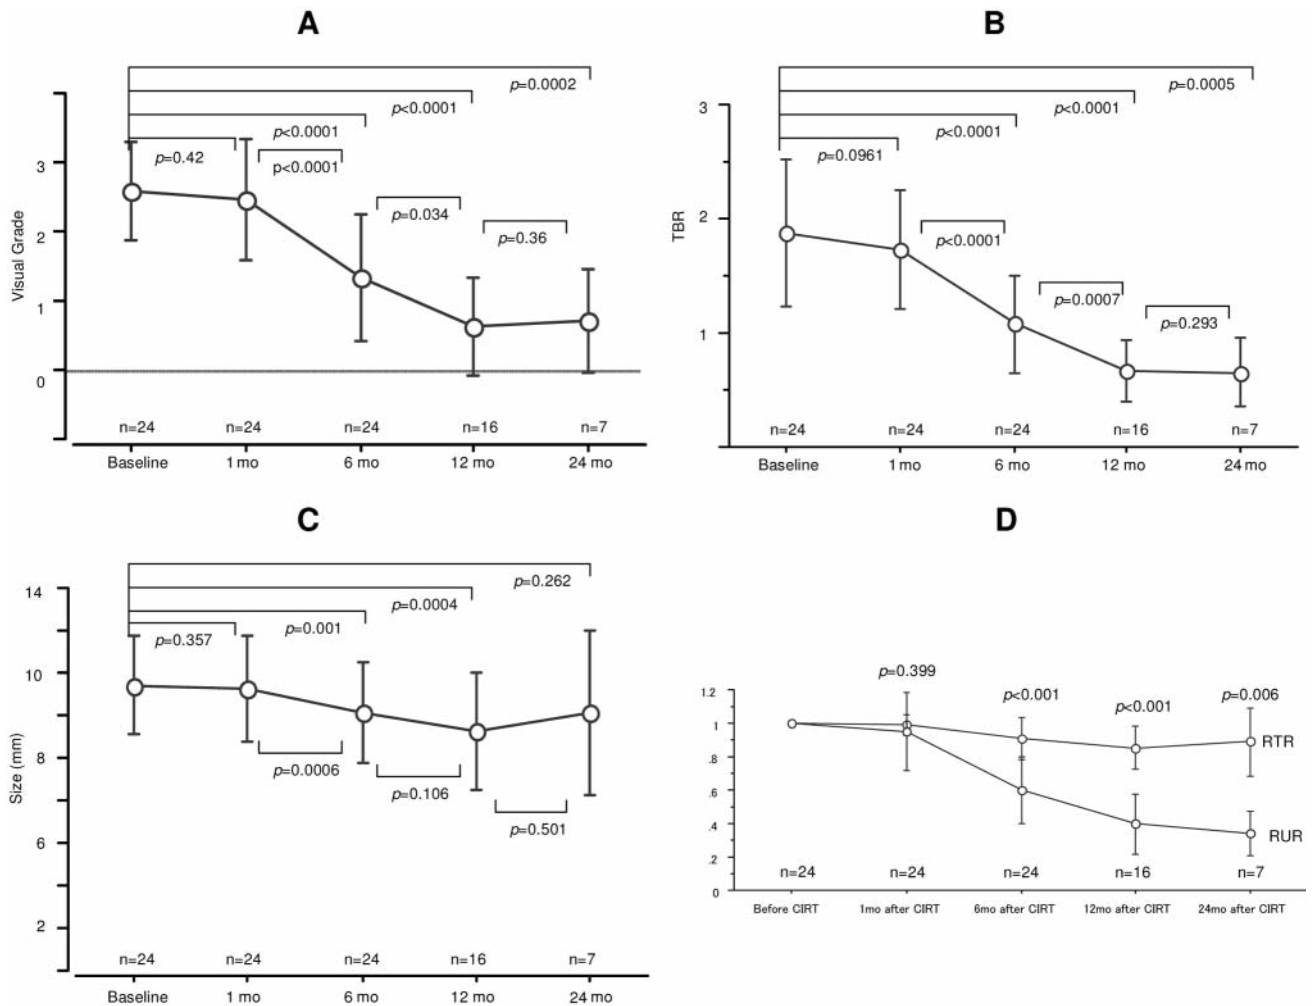 A
p=0.0002
p<0.0001
p<0.0001
p=0.42
p<0.0001
p=0.034
p=0.36
3
2
1
0
Visual Grade
n=24 n=24 n=24 n=16 n=7
Baseline 1 mo 6 mo 12 mo 24 mo
B
p=0.0005
p<0.0001
p<0.0001
p=0.0961
p<0.0001
p=0.0007
p=0.293
3
2
1
TBR
n=24 n=24 n=24 n=16 n=7
Baseline 1 mo 6 mo 12 mo 24 mo
C
p=0.262
p=0.0004
p=0.001
p=0.357
p=0.0006
p=0.106
p=0.501
14
10
8
6
2
Size (mm)
n=24 n=24 n=24 n=16 n=7
Baseline 1 mo 6 mo 12 mo 24 mo
D
p=0.399
p<0.001
p<0.001
p=0.006
1.2
1
.8
.6
.4
.2
0
RTR
RUR
n=24 n=24 n=24 n=16 n=7
Before CIRT 1mo after CIRT 6mo after CIRT 12mo after CIRT 24mo after CIRT